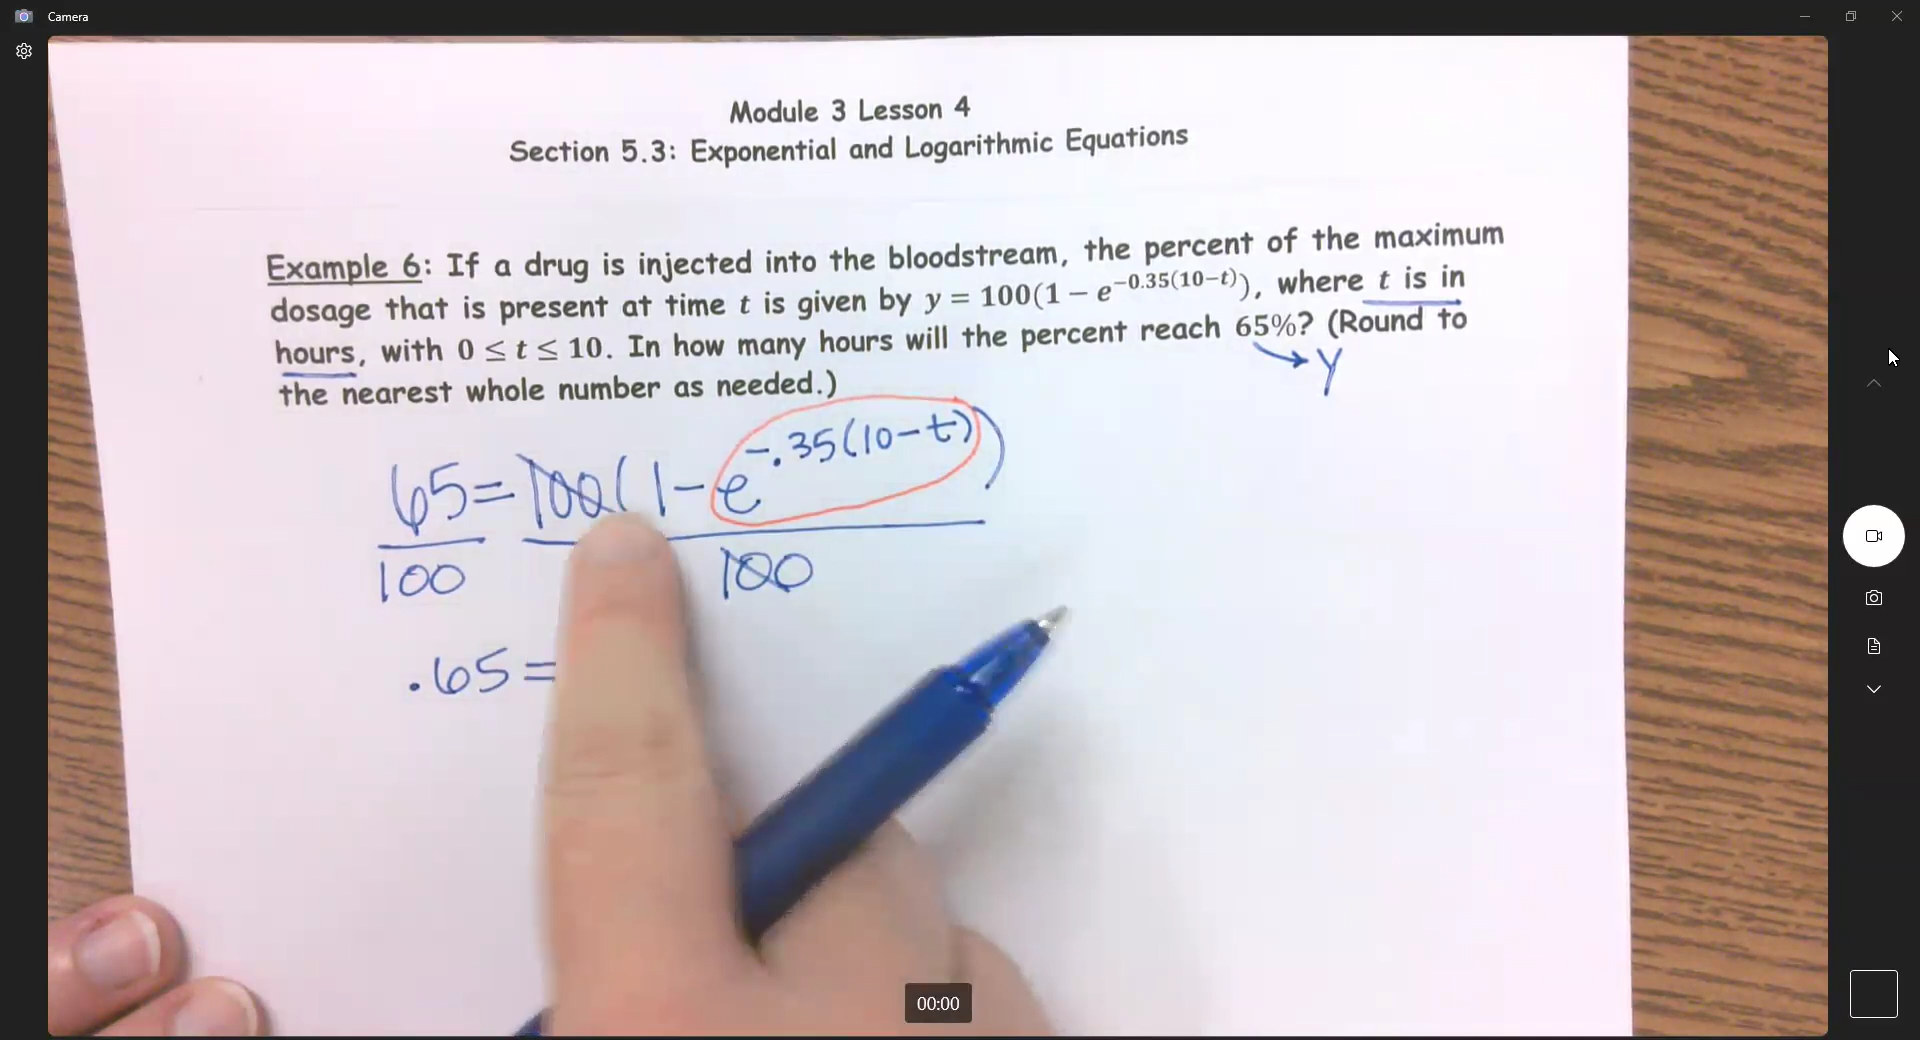 Camera
Module 3 Lesson 4
Section 5.3: Exponential and Logarithmic Equations
Example 6: If a drug is injected into the bloodstream, the percent of the maximum
dosage that is present at time t is given by y = 100(1 − e^−0.35(10−t)), where t is in
hours, with 0 ≤ t ≤ 10. In how many hours will the percent reach 65%? (Round to
the nearest whole number as needed.)
→ y
65 = 100(1 − e^−.35(10−t))
100 100
.65 =
00:00